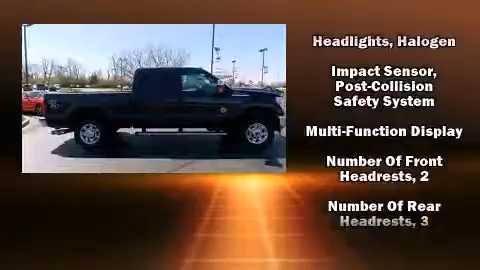 Headlights, Halogen
Impact Sensor,
Post-Collision
Safety System
Multi-Function Display
Number Of Front
Headrests, 2
Number Of Rear
Headrests, 3